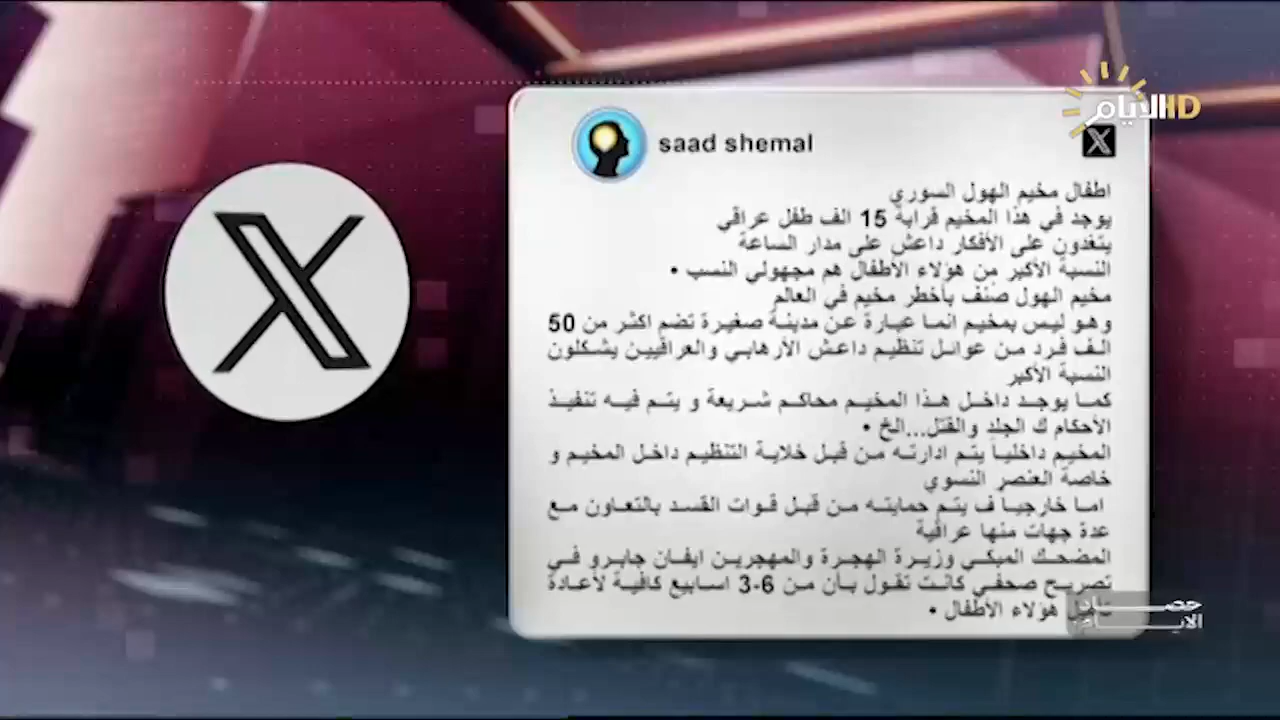 الايام HD
saad shemal
اطفال مخيم الهول السوري
يوجد في هذا المخيم قرابة 15 الف طفل عراقي
يتغدون على الأفكار داعش على مدار الساعة
النسبة الأكبر من هؤلاء الأطفال هم مجهولي النسب •
مخيم الهول صنف بأخطر مخيم في العالم
وهو ليس بمخيم انما عبارة عن مدينة صغيرة تضم اكثر من 50
الف فرد من عوائل تنظيم داعش الأرهابي والعراقيين يشكلون
النسبة الأكبر
كما يوجد داخل هذا المخيم محاكم شريعة و يتم فيه تنفيذ
الأحكام ك الجلد والقتل...الخ •
المخيم داخلياً يتم ادارته من قبل خلاية التنظيم داخل المخيم و
خاصة العنصر النسوي
اما خارجيا ف يتم حمايته من قبل قوات القسد بالتعاون مع
عدة جهات منها عراقية
المضحك المبكي وزيرة الهجرة والمهجرين ايفان جابرو في
تصريح صحفي كانت تقول بأن من 6-3 اسابيع كافية لأعادة
تأهيل هؤلاء الأطفال •
حصاد
الايام